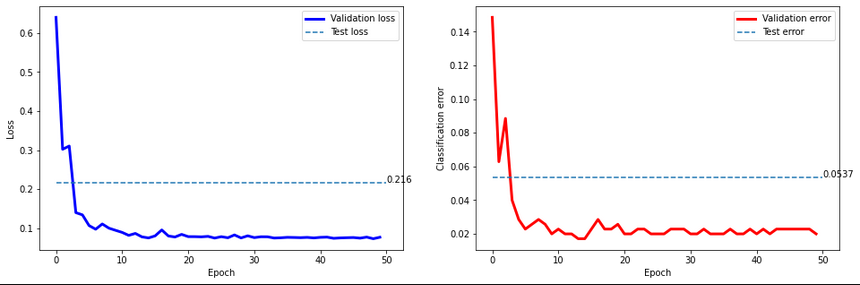 Validation loss
Test loss
0.6
0.5
0.4
0.3
0.2
0.1
Loss
0.216
0 10 20 30 40 50
Epoch
Validation error
Test error
0.14
0.12
0.10
0.08
0.06
0.04
0.02
Classification error
0.0537
0 10 20 30 40 50
Epoch